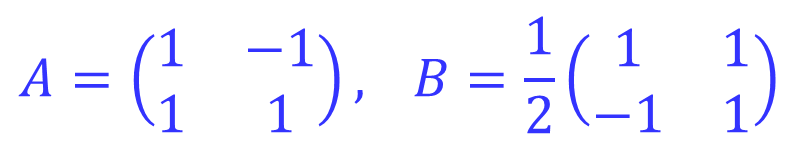 A = (1 −1
1 1), B = 1/2 (1 1
−1 1)